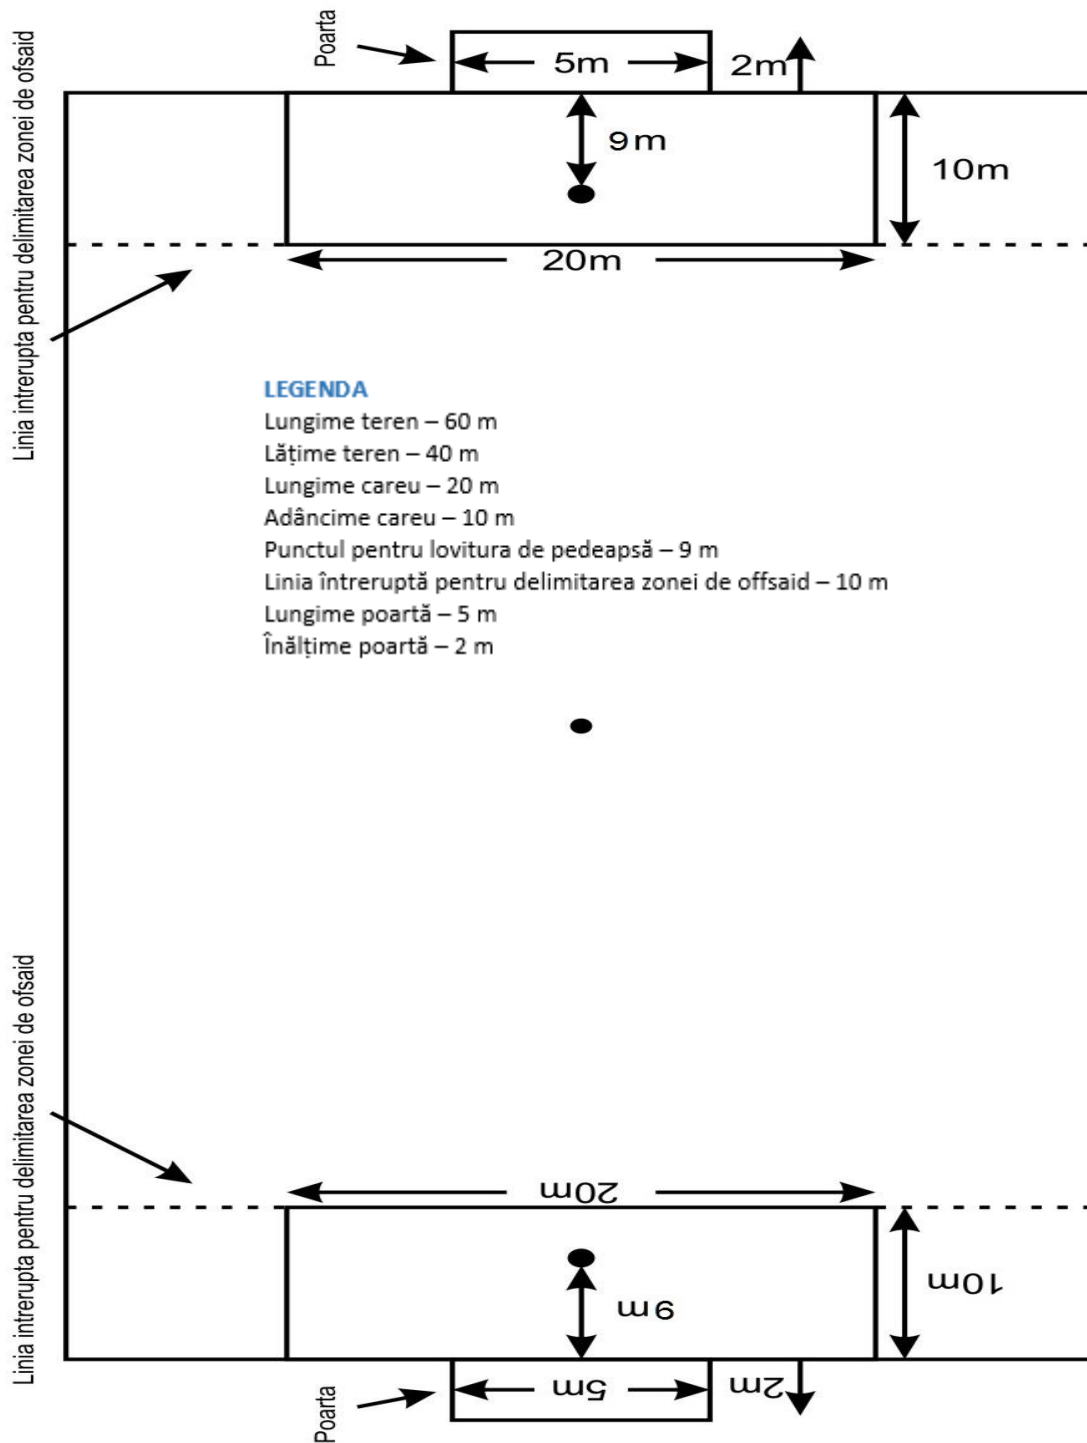 Poarta
5m
2m
9m
10m
20m
Linia intrerupta pentru delimitarea zonei de ofsaid
LEGENDA
Lungime teren – 60 m
Lățime teren – 40 m
Lungime careu – 20 m
Adâncime careu – 10 m
Punctul pentru lovitura de pedeapsă – 9 m
Linia întreruptă pentru delimitarea zonei de offsaid – 10 m
Lungime poartă – 5 m
Înălțime poartă – 2 m
Linia intrerupta pentru delimitarea zonei de ofsaid
20m
10m
9m
5m
2m
Poarta